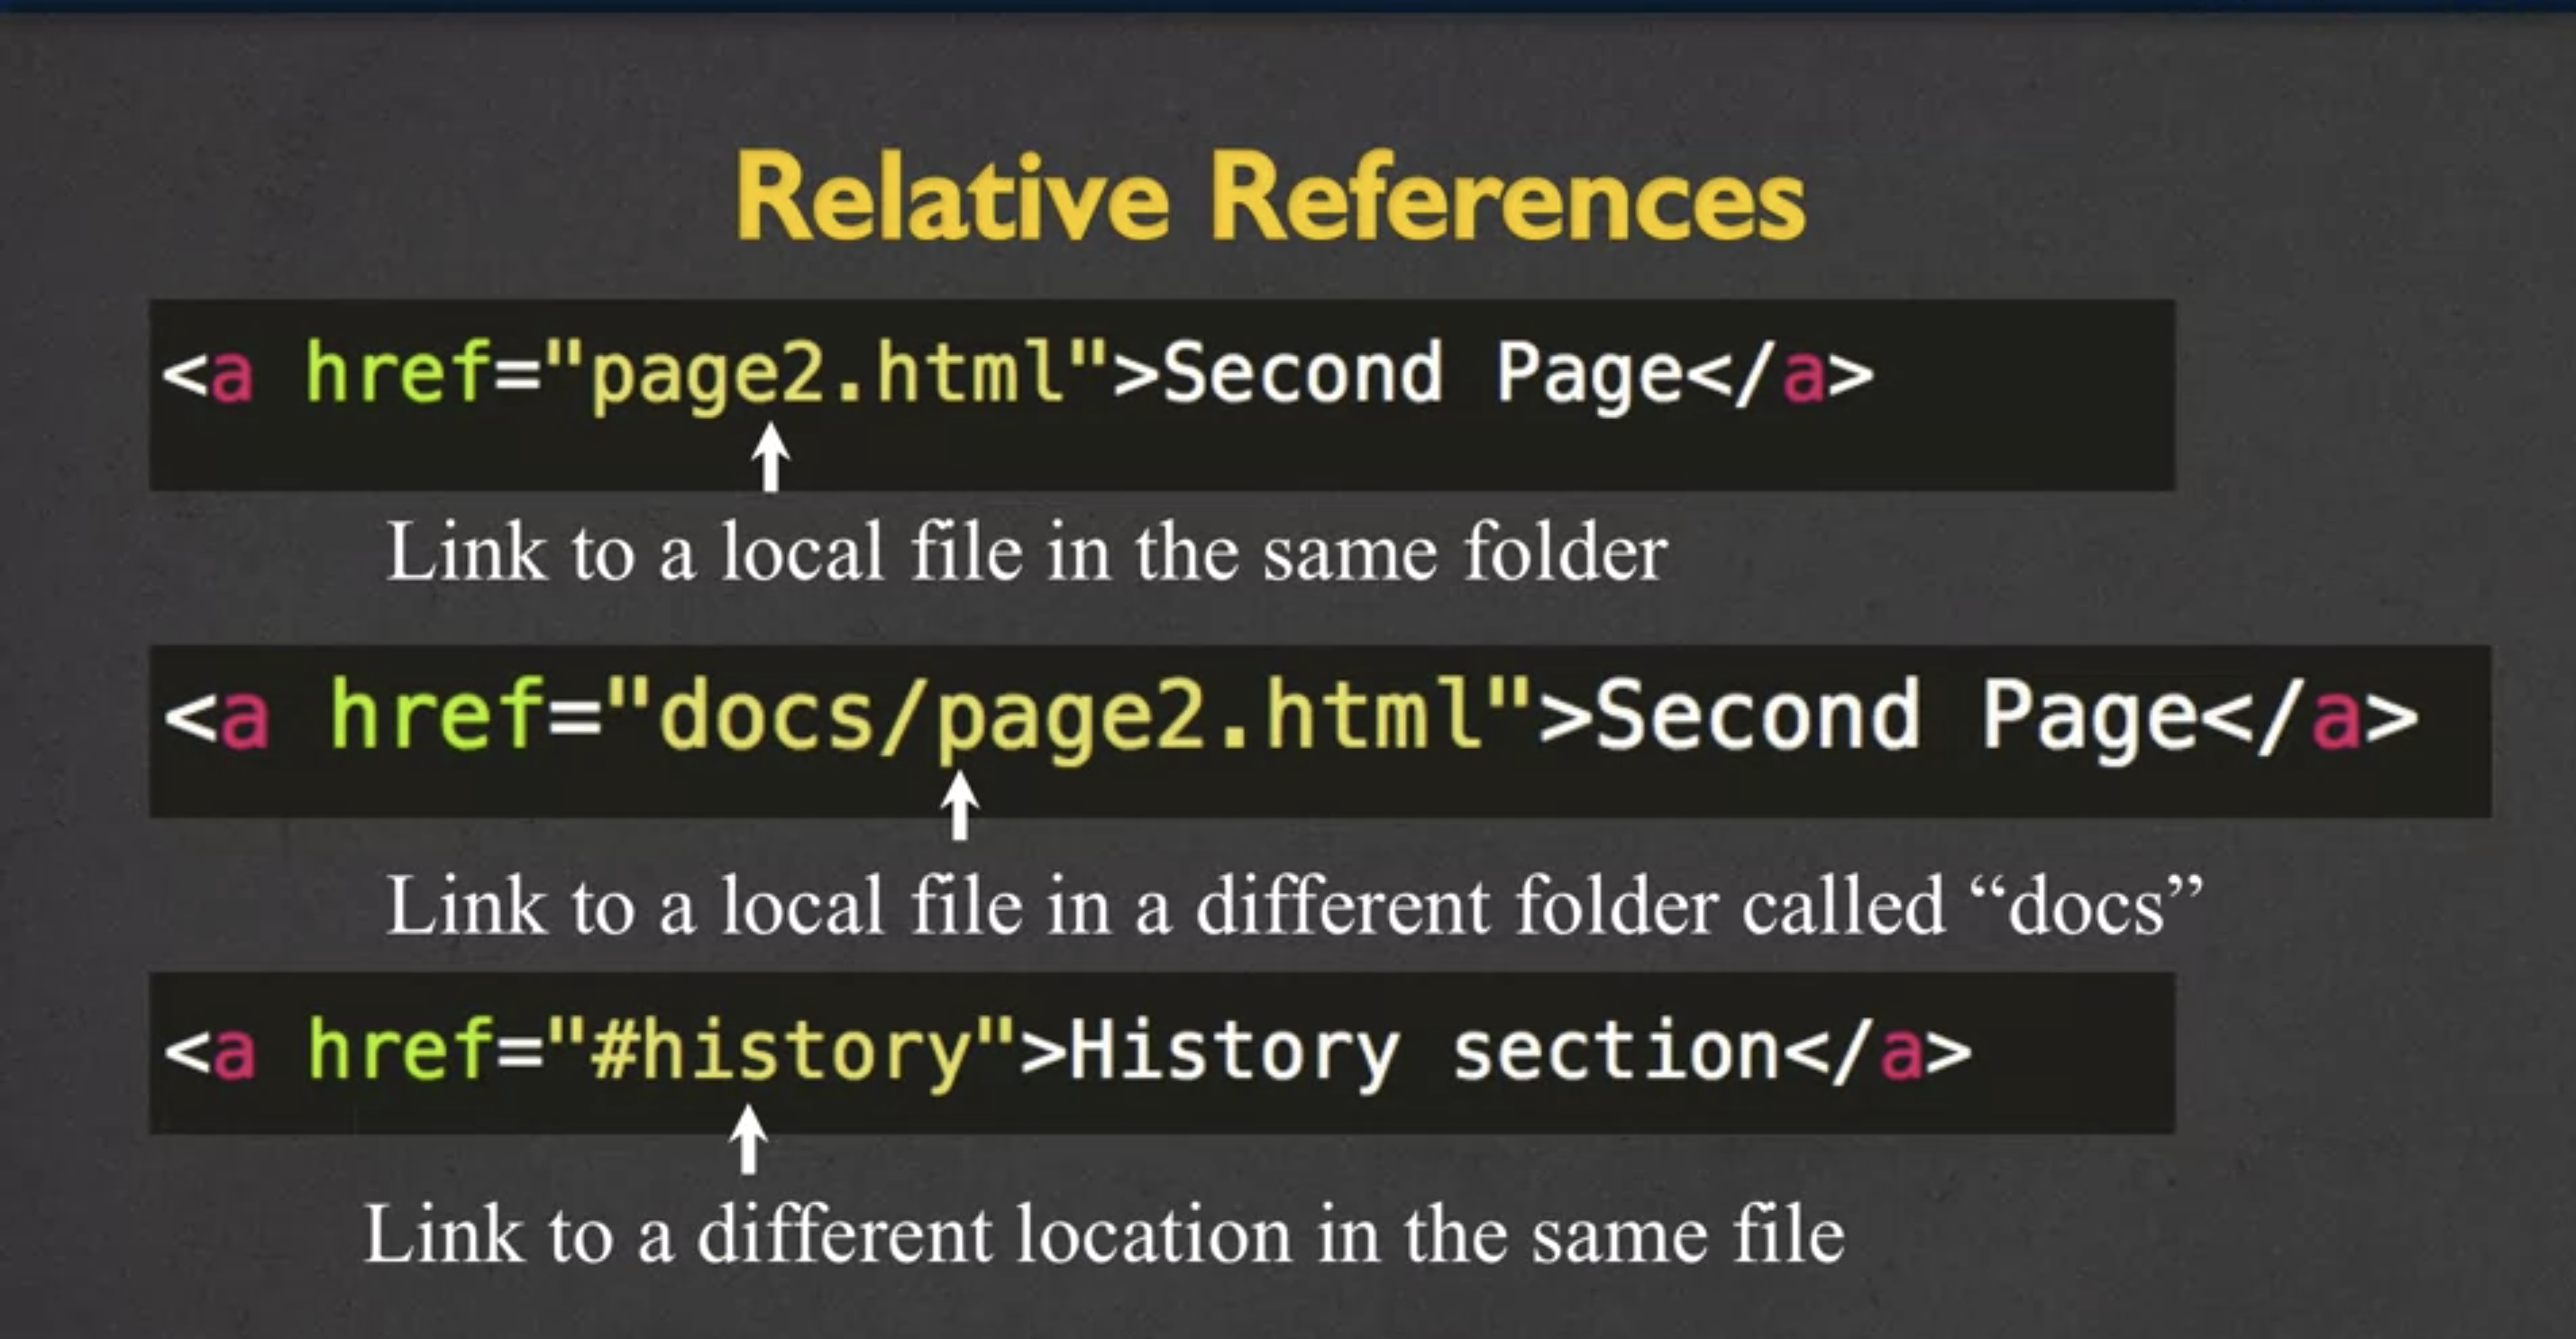 Relative References
<a href="page2.html">Second Page</a>
Link to a local file in the same folder
<a href="docs/page2.html">Second Page</a>
Link to a local file in a different folder called “docs”
<a href="#history">History section</a>
Link to a different location in the same file